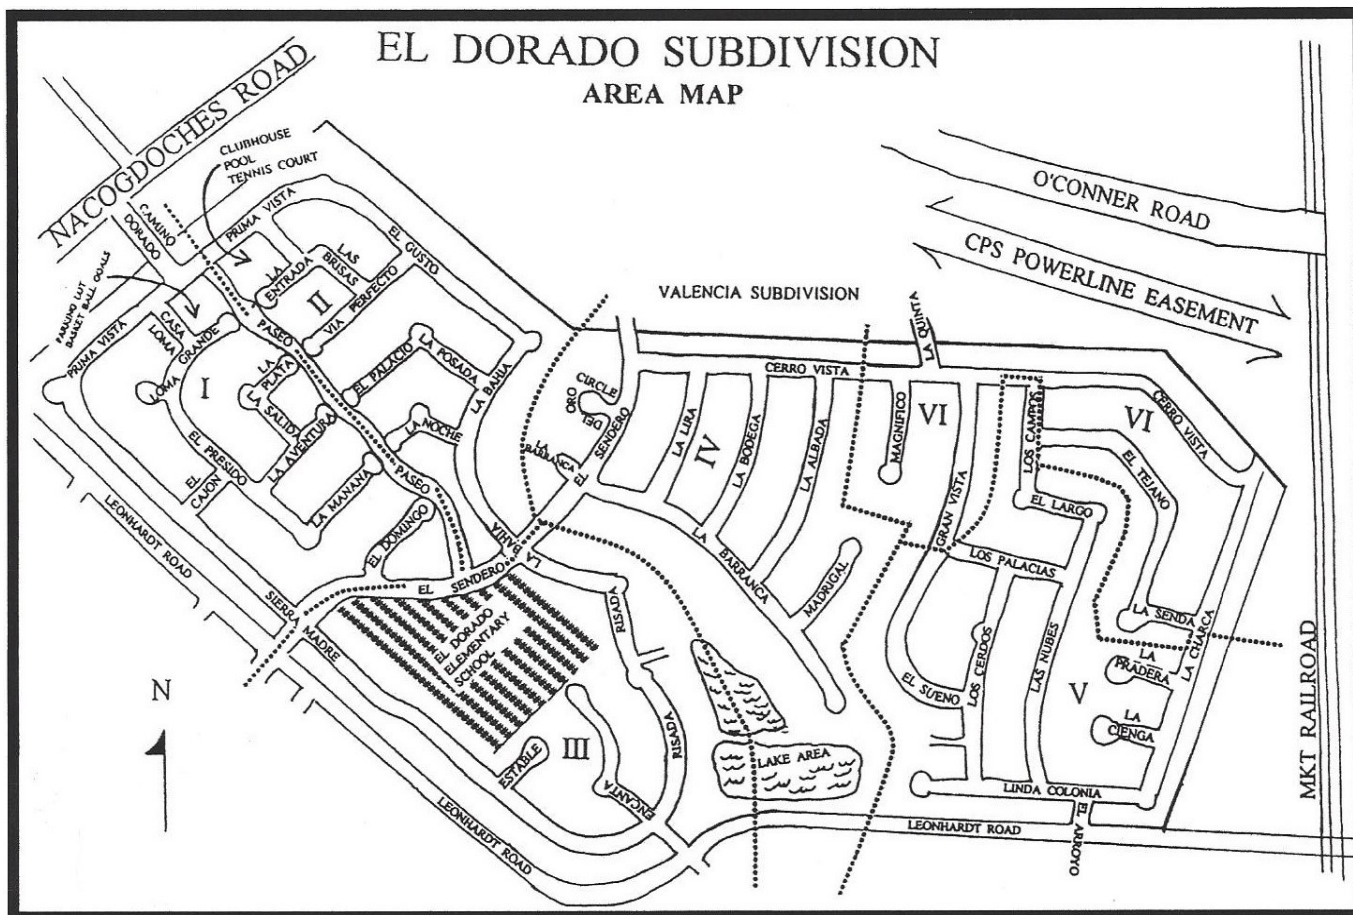 EL DORADO SUBDIVISION
AREA MAP
NACOGDOCHES ROAD
CLUBHOUSE
POOL
TENNIS COURT
O'CONNER ROAD
CPS POWERLINE EASEMENT
CAMINO
DORADO
PRIMA VISTA
EL GUSTO
LAS
BRISAS
LA
ENTRADA
II
VIA PERFECTO
PARKING LOT
BASKET BALL GOALS
PRIMA VISTA
CASA
LOMA
LOMA GRANDE
PASEO
I
LA
PLATA
LA SALIDA
LA AVENTURA
EL PALACIO
LA POSADA
LA BAHIA
LA NOCHE
EL PRESIDO
EL
CAJON
LA MANANA
PASEO
EL DOMINGO
LEONHARDT ROAD
SIERRA MADRE
EL SENDERO
LA BAHIA
VALENCIA SUBDIVISION
LA QUINTA
CIRCLE
DEL
ORO
LA
BARRANCA
EL SENDERO
CERRO VISTA
LA LIRA
IV
LA BODEGA
LA ALBADA
MAGNIFICO
VI
LOS CAMPOS
VI
CERRO VISTA
EL TEJANO
EL LARGO
GRAN VISTA
LOS PALACIAS
LA BARRANCA
MADRIGAL
EL DORADO
ELEMENTARY
SCHOOL
RISADA
RISADA
LA SENDA
LA CHARCA
LA
PRADERA
V
LA
CIENGA
LAS NUBES
LOS CERDOS
EL SUENO
MKT RAILROAD
N
III
ESTABLE
ENCANTA
LAKE AREA
LINDA COLONIA
EL ARROYO
LEONHARDT ROAD
LEONHARDT ROAD